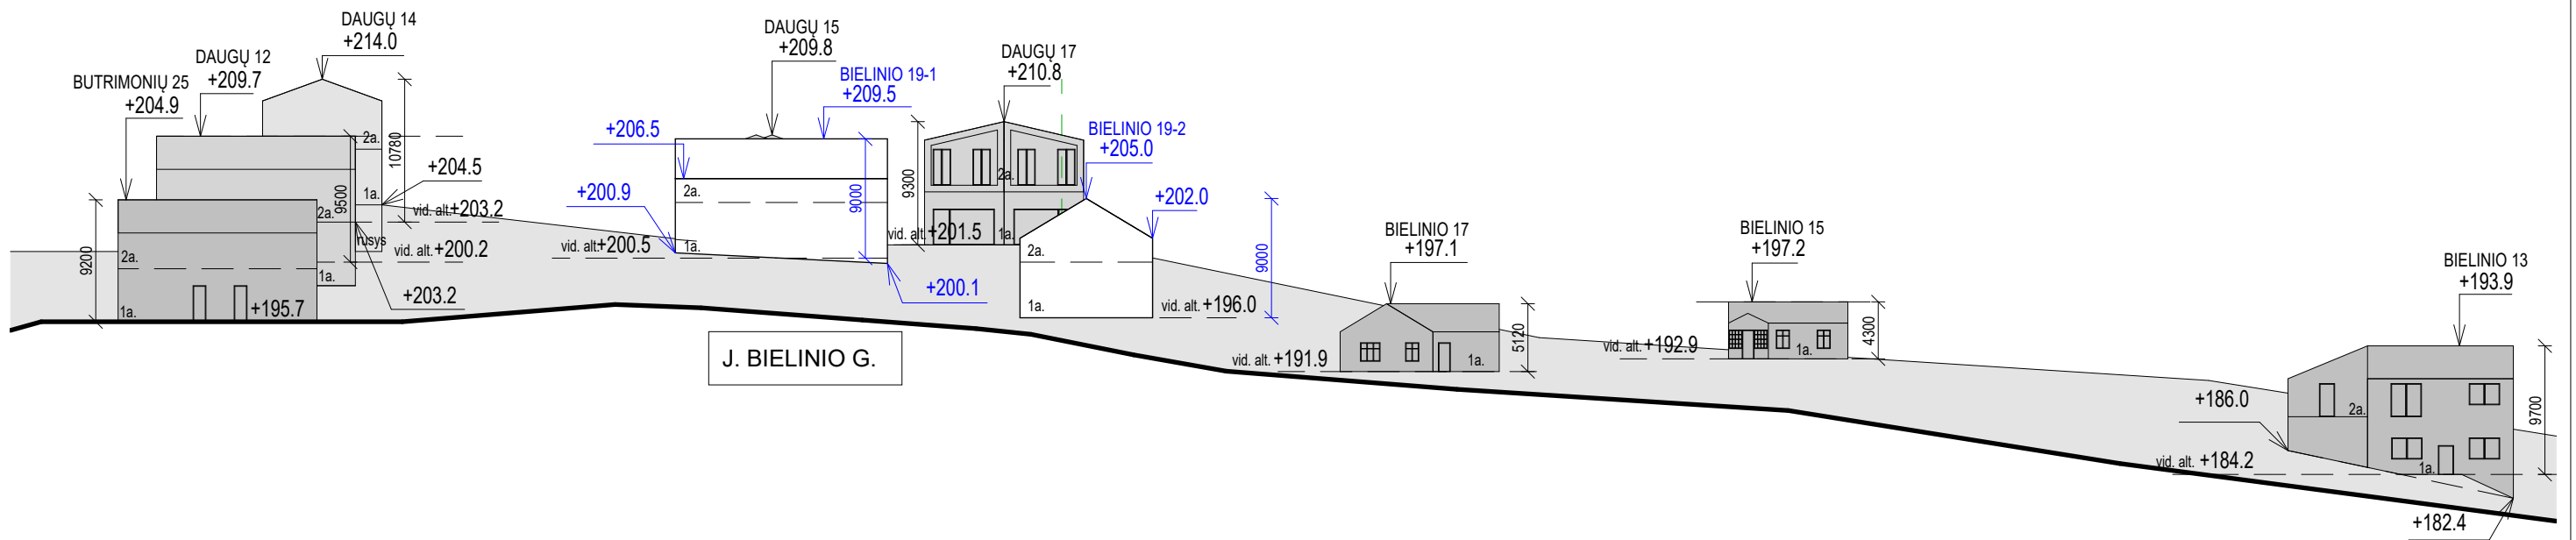 DAUGŲ 14
+214.0
DAUGŲ 12
+209.7
BUTRIMONIŲ 25
+204.9
2a.
10780
+204.5
1a.
9500
2a.
vid. alt.+203.2
rusys
vid. alt.+200.2
9200
2a.
1a.
+203.2
1a.
+195.7
DAUGŲ 15
+209.8
BIELINIO 19-1
+209.5
+206.5
+200.9
2a.
9000
vid. alt.+200.5
1a.
+200.1
J. BIELINIO G.
DAUGŲ 17
+210.8
9300
2a.
vid. alt.+201.5
1a.
BIELINIO 19-2
+205.0
+202.0
2a.
9000
1a.
vid. alt.+196.0
BIELINIO 17
+197.1
5120
vid. alt.+191.9
1a.
BIELINIO 15
+197.2
4300
vid. alt.+192.9
1a.
BIELINIO 13
+193.9
+186.0
2a.
9700
vid. alt.+184.2
1a.
+182.4